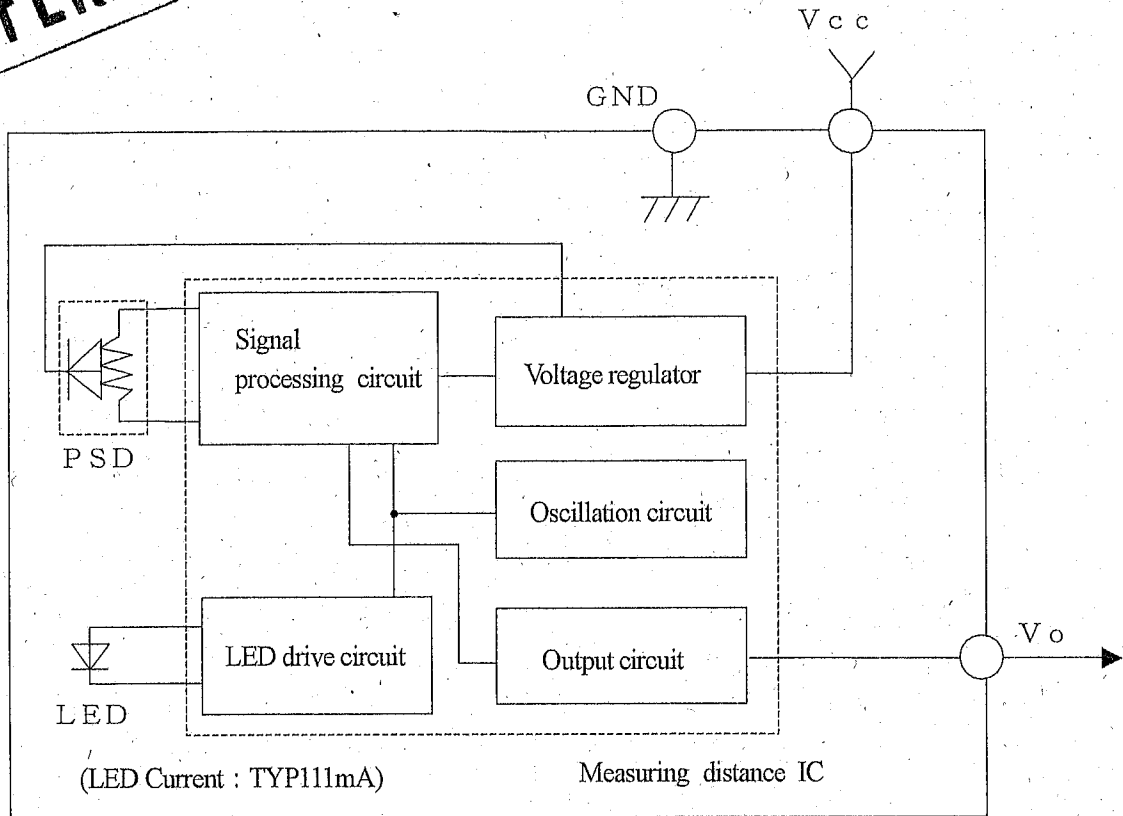 Vcc
GND
Signal
processing circuit
Voltage regulator
PSD
Oscillation circuit
LED drive circuit
Output circuit
Vo
LED
(LED Current : TYP111mA)
Measuring distance IC